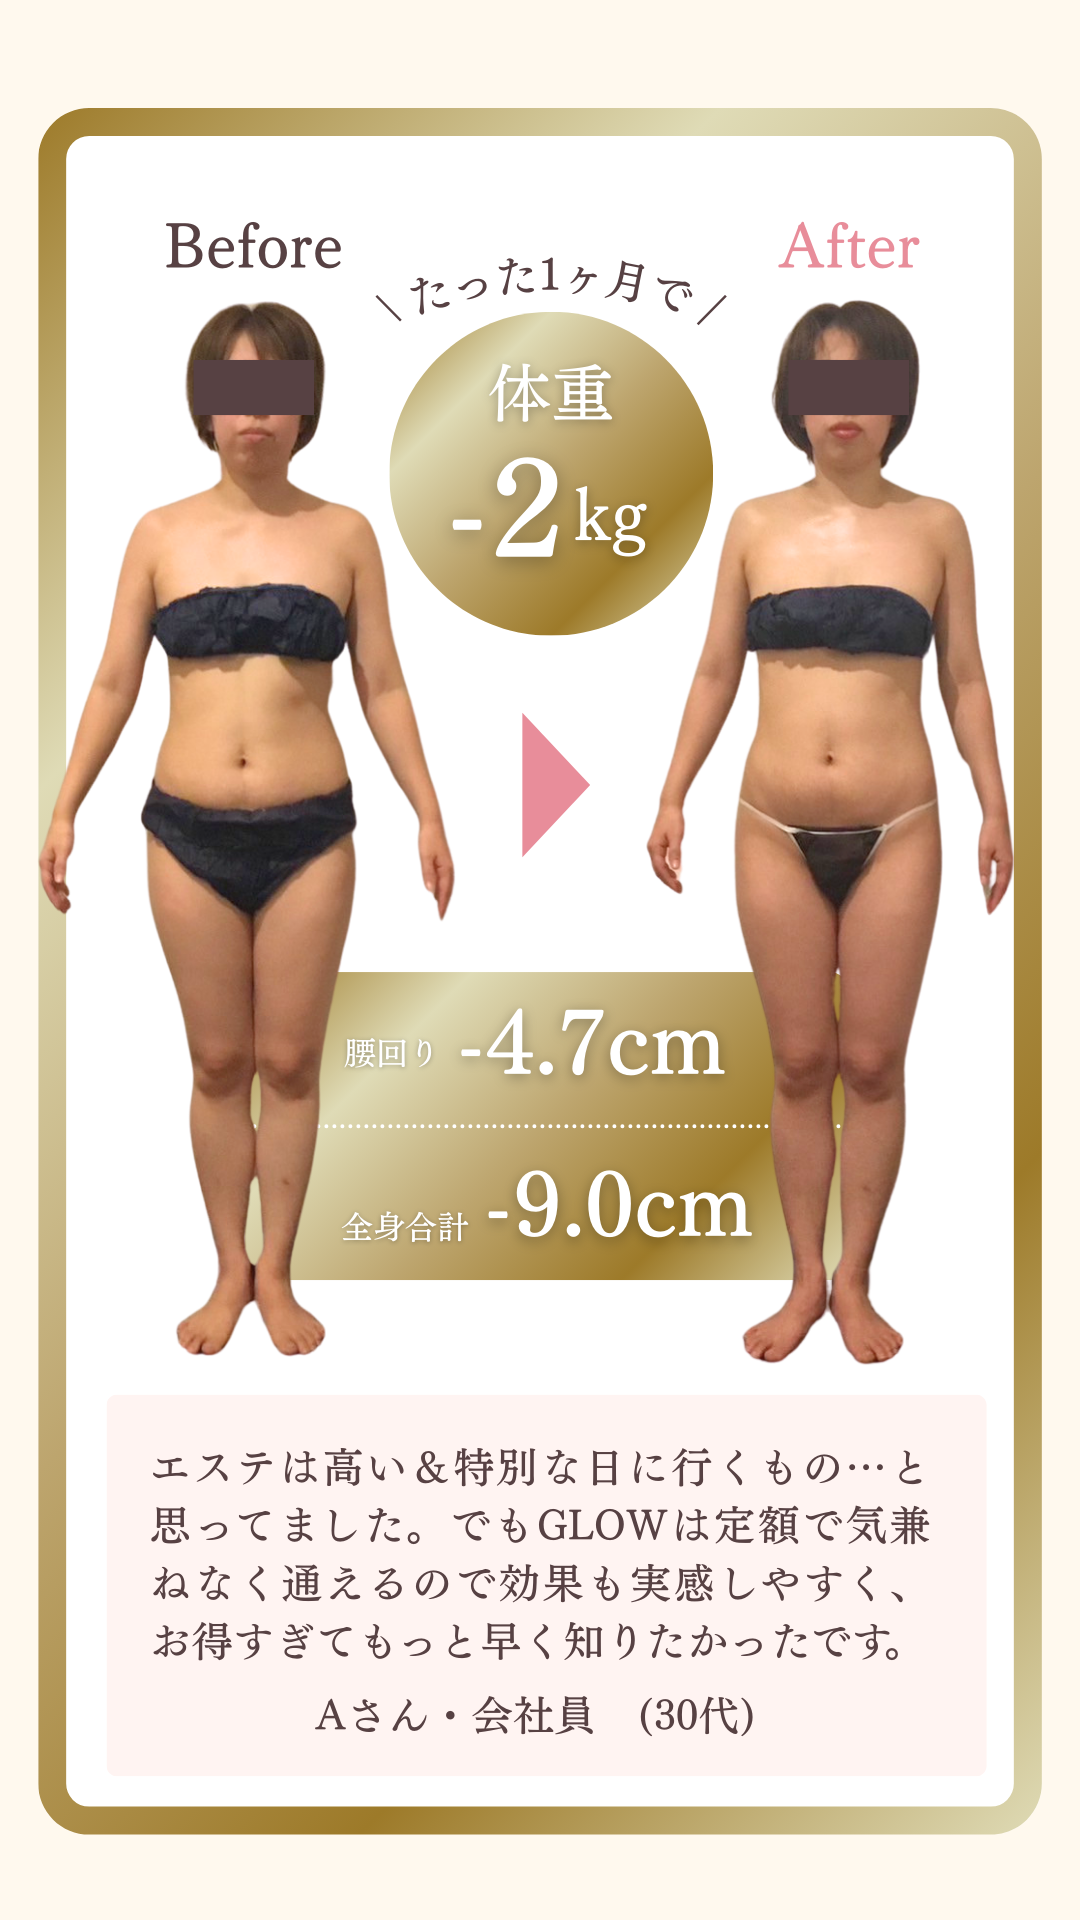 Before
After
\ たった1ヶ月で /
体重
-2kg
腰回り -4.7cm
全身合計 -9.0cm
エステは高い＆特別な日に行くもの…と
思ってました。でもGLOWは定額で気兼
ねなく通えるので効果も実感しやすく、
お得すぎてもっと早く知りたかったです。
Aさん・会社員　(30代)